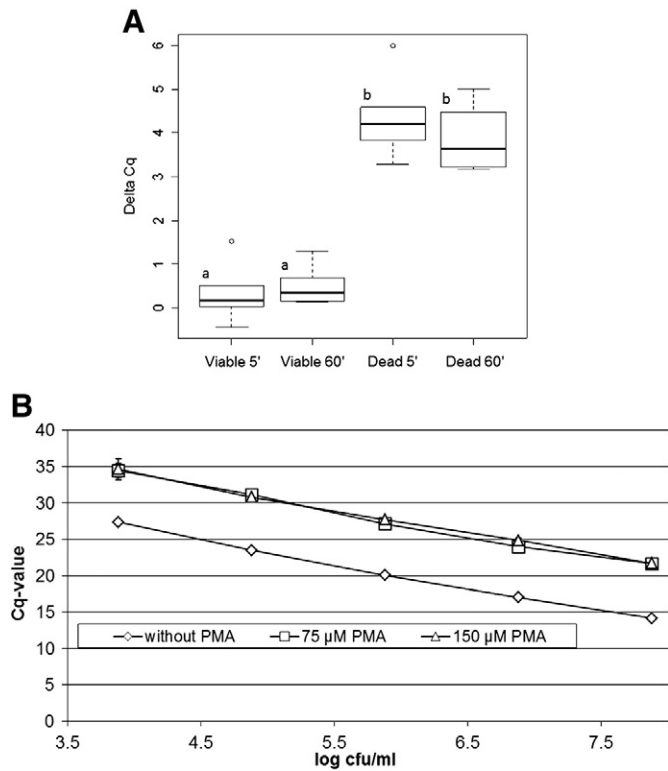 A
6
5
4
3
2
1
0
Delta Cq
a
a
b
b
Viable 5'
Viable 60'
Dead 5'
Dead 60'
B
40
35
30
25
20
15
10
5
0
Cq-value
without PMA
75 µM PMA
150 µM PMA
3.5
4.5
5.5
6.5
7.5
log cfu/ml